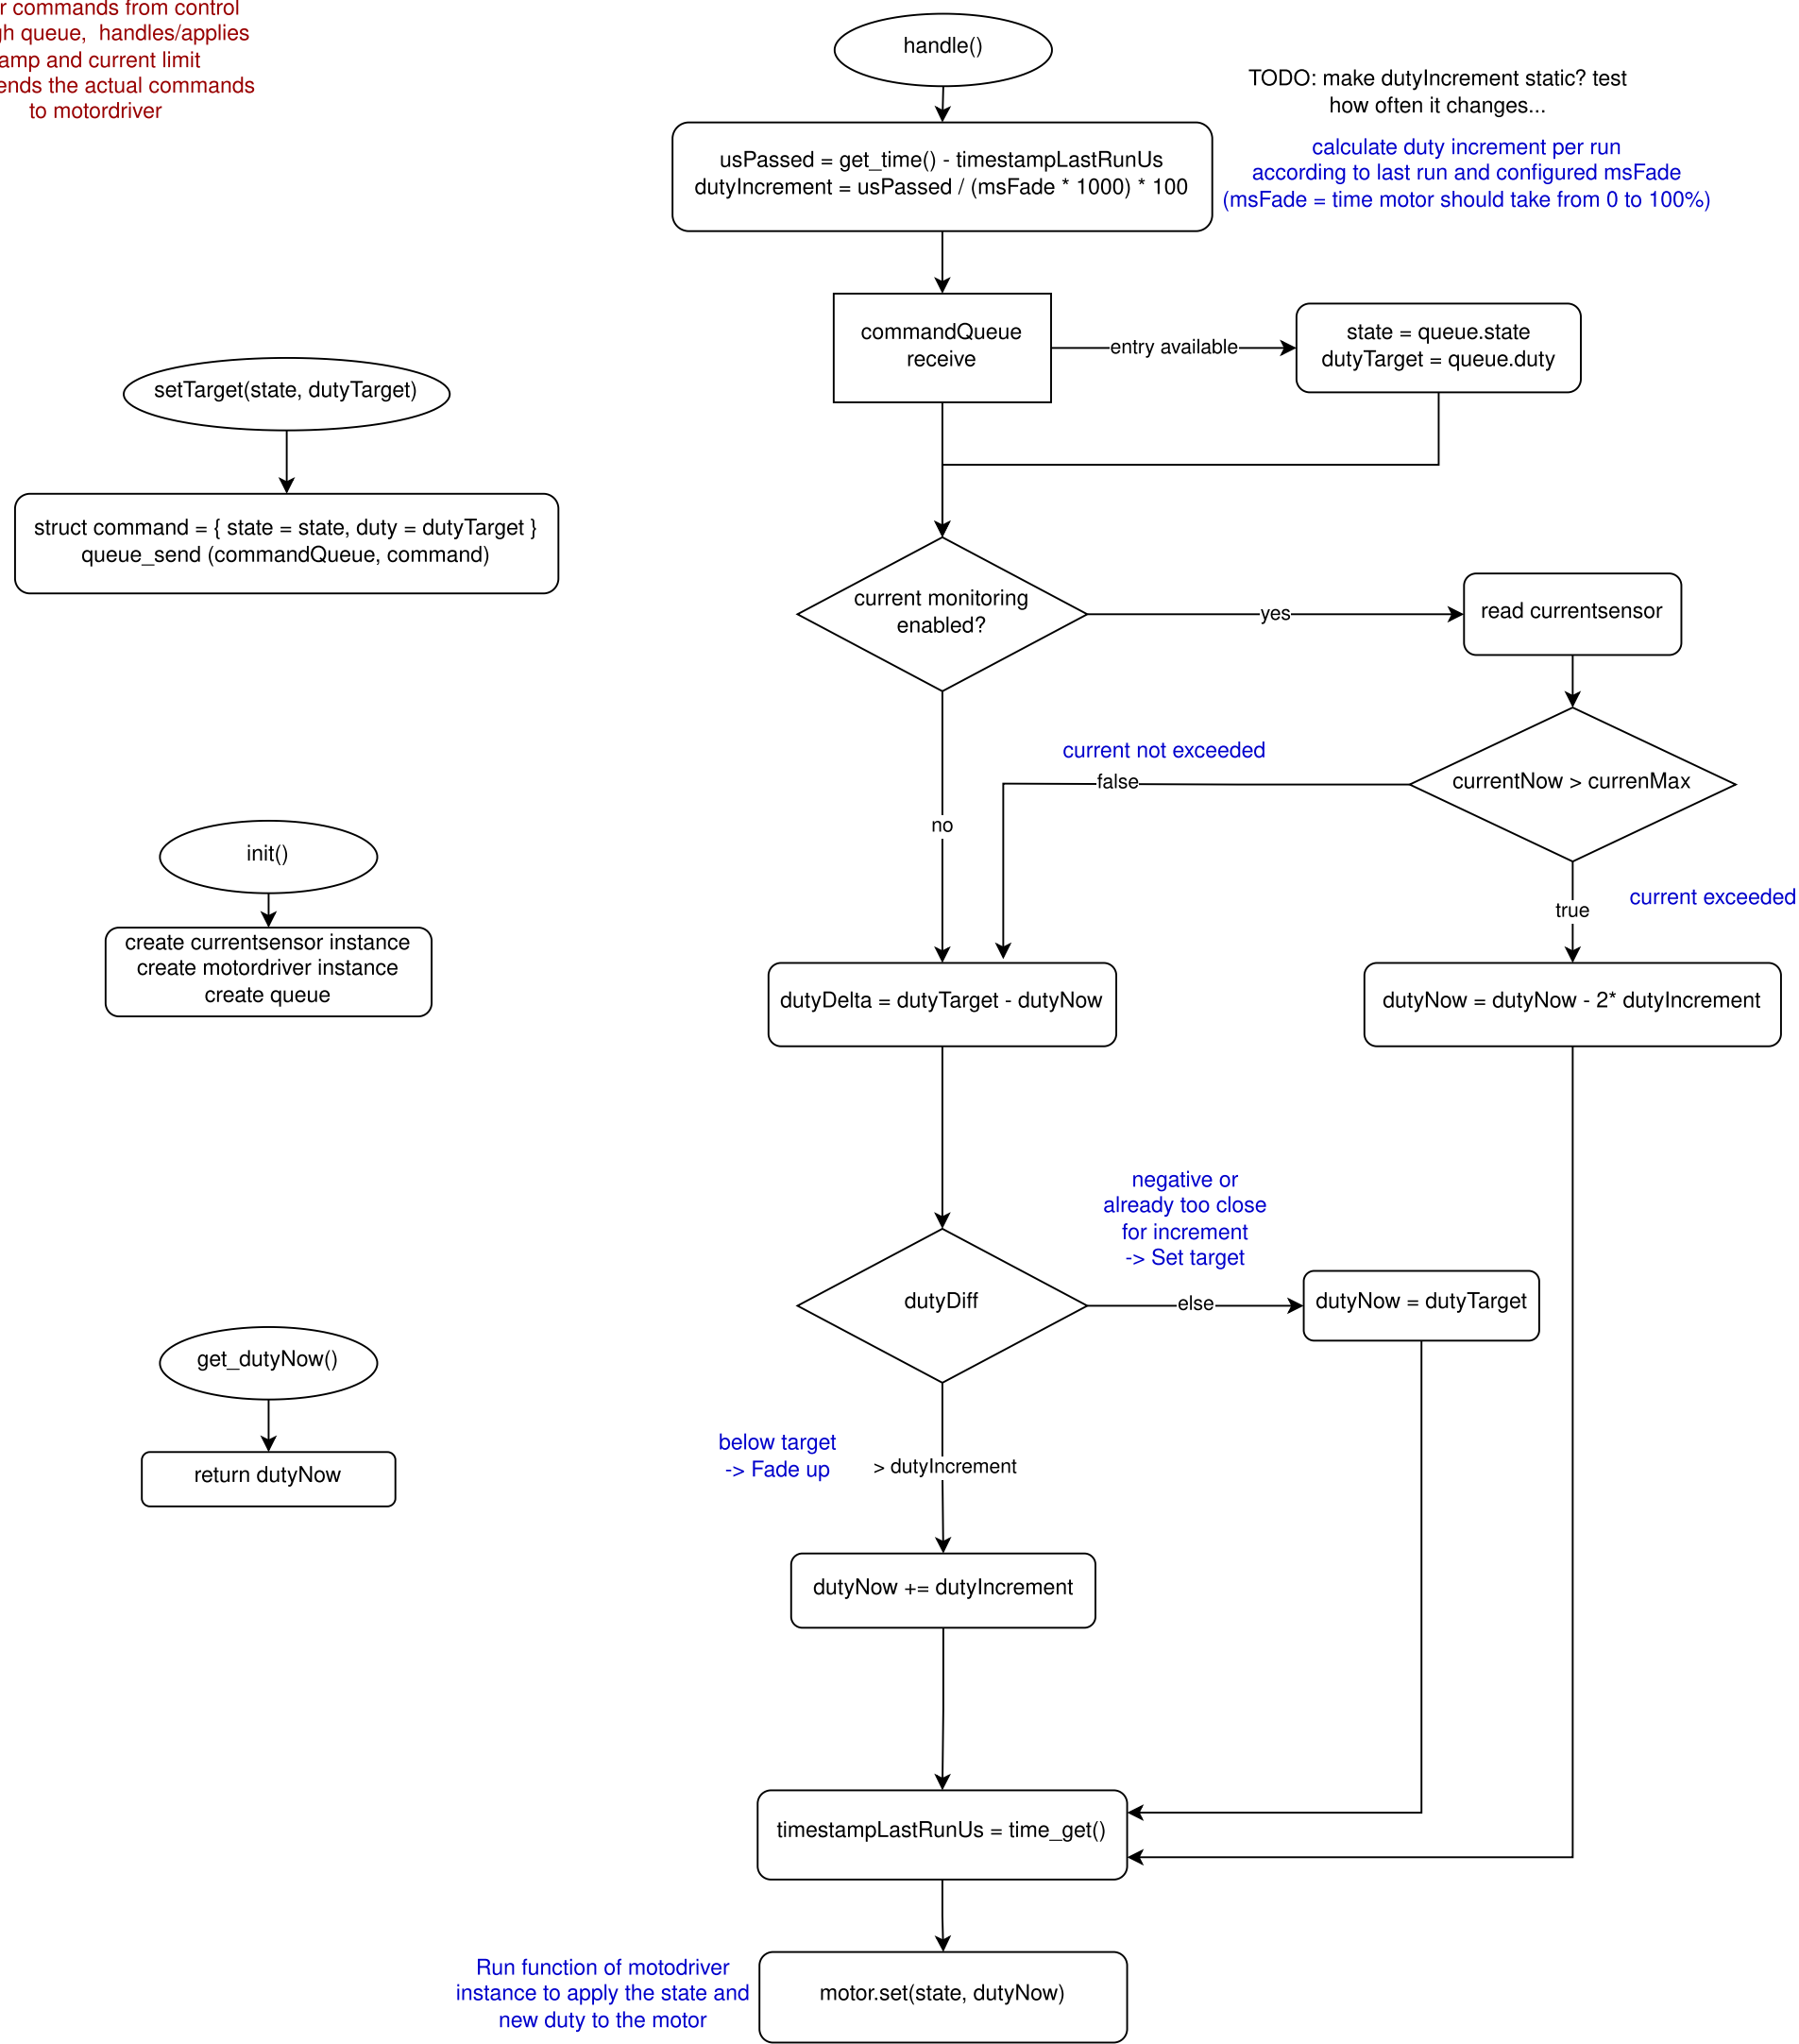 r commands from control
gh queue,  handles/applies
amp and current limit
ends the actual commands
to motordriver
handle()
TODO: make dutyIncrement static? test
how often it changes...
usPassed = get_time() - timestampLastRunUs
dutyIncrement = usPassed / (msFade * 1000) * 100
calculate duty increment per run
according to last run and configured msFade
(msFade = time motor should take from 0 to 100%)
commandQueue
receive
entry available
state = queue.state
dutyTarget = queue.duty
setTarget(state, dutyTarget)
struct command = { state = state, duty = dutyTarget }
queue_send (commandQueue, command)
current monitoring
enabled?
yes
read currentsensor
current not exceeded
false
currentNow > currenMax
no
current exceeded
true
init()
create currentsensor instance
create motordriver instance
create queue
dutyDelta = dutyTarget - dutyNow
dutyNow = dutyNow - 2* dutyIncrement
negative or
already too close
for increment
-> Set target
dutyDiff
else
dutyNow = dutyTarget
get_dutyNow()
return dutyNow
below target
-> Fade up
> dutyIncrement
dutyNow += dutyIncrement
timestampLastRunUs = time_get()
Run function of motodriver
instance to apply the state and
new duty to the motor
motor.set(state, dutyNow)